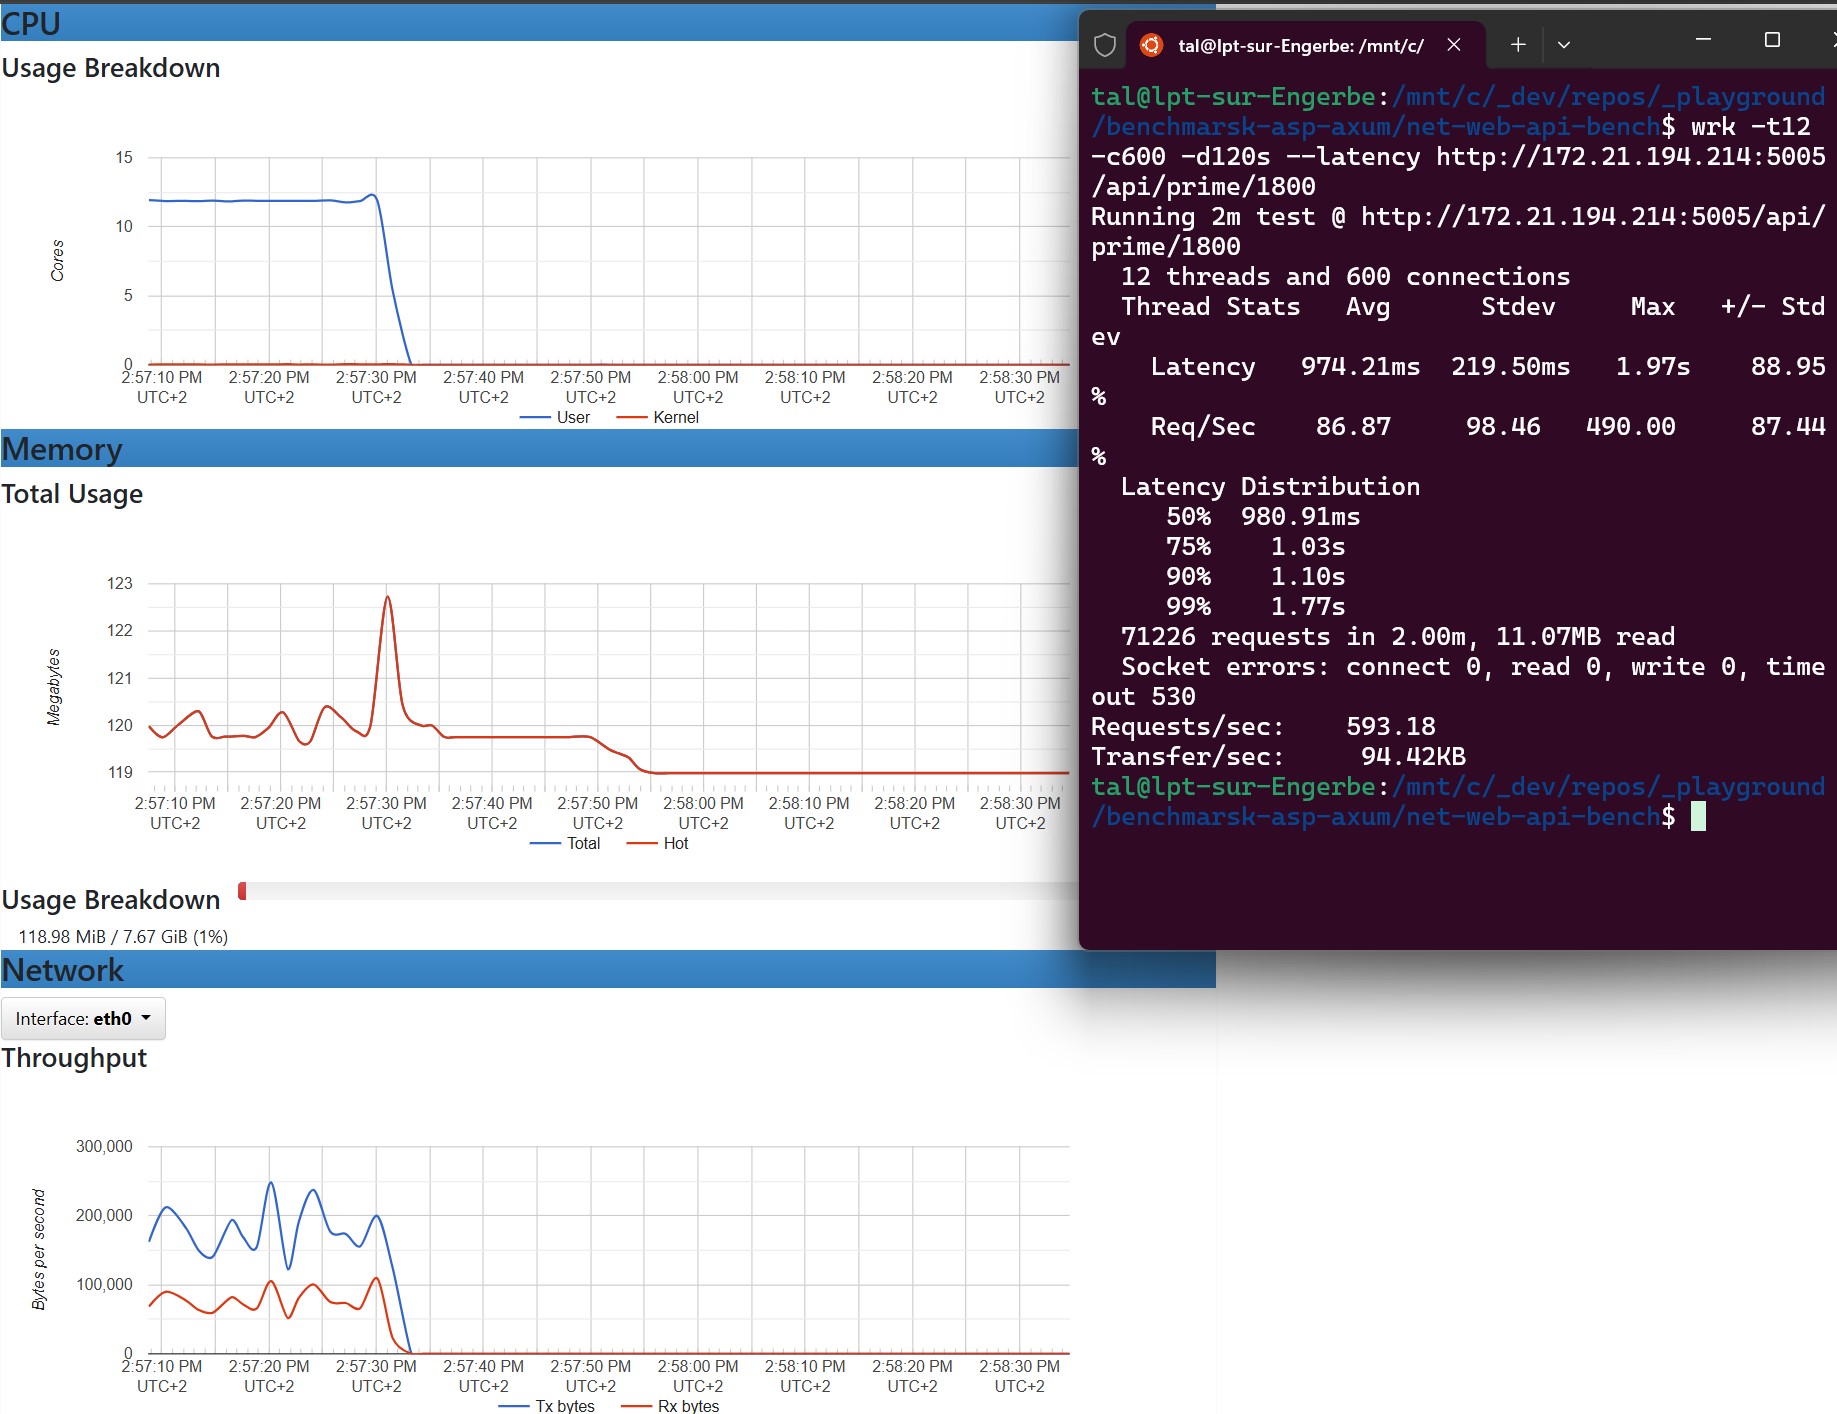 CPU
Usage Breakdown
15
10
5
0
Cores
2:57:10 PM 2:57:20 PM 2:57:30 PM 2:57:40 PM 2:57:50 PM 2:58:00 PM 2:58:10 PM 2:58:20 PM 2:58:30 PM
UTC+2 UTC+2 UTC+2 UTC+2 UTC+2 UTC+2 UTC+2 UTC+2 UTC+2
User Kernel
Memory
Total Usage
123
122
121
120
119
Megabytes
2:57:10 PM 2:57:20 PM 2:57:30 PM 2:57:40 PM 2:57:50 PM 2:58:00 PM 2:58:10 PM 2:58:20 PM 2:58:30 PM
UTC+2 UTC+2 UTC+2 UTC+2 UTC+2 UTC+2 UTC+2 UTC+2 UTC+2
Total Hot
Usage Breakdown
118.98 MiB / 7.67 GiB (1%)
Network
Interface: eth0
Throughput
300,000
200,000
100,000
0
Bytes per second
2:57:10 PM 2:57:20 PM 2:57:30 PM 2:57:40 PM 2:57:50 PM 2:58:00 PM 2:58:10 PM 2:58:20 PM 2:58:30 PM
UTC+2 UTC+2 UTC+2 UTC+2 UTC+2 UTC+2 UTC+2 UTC+2 UTC+2
Tx bytes Rx bytes
tal@lpt-sur-Engerbe: /mnt/c/
tal@lpt-sur-Engerbe:/mnt/c/_dev/repos/_playground
/benchmarsk-asp-axum/net-web-api-bench$ wrk -t12
-c600 -d120s --latency http://172.21.194.214:5005
/api/prime/1800
Running 2m test @ http://172.21.194.214:5005/api/
prime/1800
12 threads and 600 connections
Thread Stats Avg Stdev Max +/- Std
ev
Latency 974.21ms 219.50ms 1.97s 88.95
%
Req/Sec 86.87 98.46 490.00 87.44
%
Latency Distribution
50% 980.91ms
75% 1.03s
90% 1.10s
99% 1.77s
71226 requests in 2.00m, 11.07MB read
Socket errors: connect 0, read 0, write 0, time
out 530
Requests/sec: 593.18
Transfer/sec: 94.42KB
tal@lpt-sur-Engerbe:/mnt/c/_dev/repos/_playground
/benchmarsk-asp-axum/net-web-api-bench$